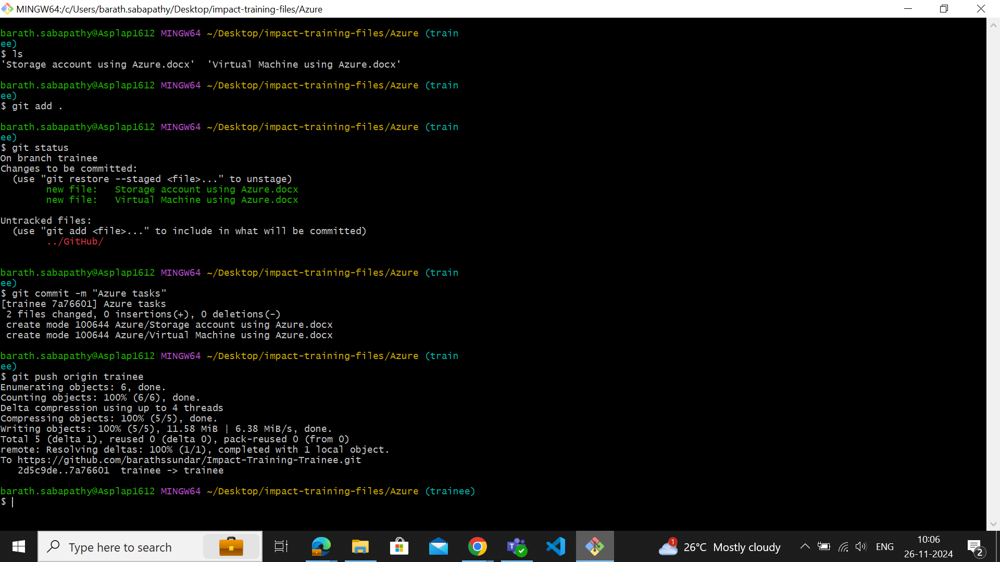 MINGW64:/c/Users/barath.sabapathy/Desktop/impact-training-files/Azure
barath.sabapathy@Asplap1612 MINGW64 ~/Desktop/impact-training-files/Azure (train
ee)
$ ls
'Storage account using Azure.docx'  'Virtual Machine using Azure.docx'
barath.sabapathy@Asplap1612 MINGW64 ~/Desktop/impact-training-files/Azure (train
ee)
$ git add .
barath.sabapathy@Asplap1612 MINGW64 ~/Desktop/impact-training-files/Azure (train
ee)
$ git status
On branch trainee
Changes to be committed:
  (use "git restore --staged <file>..." to unstage)
        new file:   Storage account using Azure.docx
        new file:   Virtual Machine using Azure.docx
Untracked files:
  (use "git add <file>..." to include in what will be committed)
        ../GitHub/
barath.sabapathy@Asplap1612 MINGW64 ~/Desktop/impact-training-files/Azure (train
ee)
$ git commit -m "Azure tasks"
[trainee 7a76601] Azure tasks
 2 files changed, 0 insertions(+), 0 deletions(-)
 create mode 100644 Azure/Storage account using Azure.docx
 create mode 100644 Azure/Virtual Machine using Azure.docx
barath.sabapathy@Asplap1612 MINGW64 ~/Desktop/impact-training-files/Azure (train
ee)
$ git push origin trainee
Enumerating objects: 6, done.
Counting objects: 100% (6/6), done.
Delta compression using up to 4 threads
Compressing objects: 100% (5/5), done.
Writing objects: 100% (5/5), 11.58 MiB | 6.38 MiB/s, done.
Total 5 (delta 1), reused 0 (delta 0), pack-reused 0 (from 0)
remote: Resolving deltas: 100% (1/1), completed with 1 local object.
To https://github.com/barathssundar/Impact-Training-Trainee.git
   2d5c9de..7a76601  trainee -> trainee
barath.sabapathy@Asplap1612 MINGW64 ~/Desktop/impact-training-files/Azure (trainee)
$
Type here to search
1
26°C Mostly cloudy
ENG
10:06
26-11-2024
2